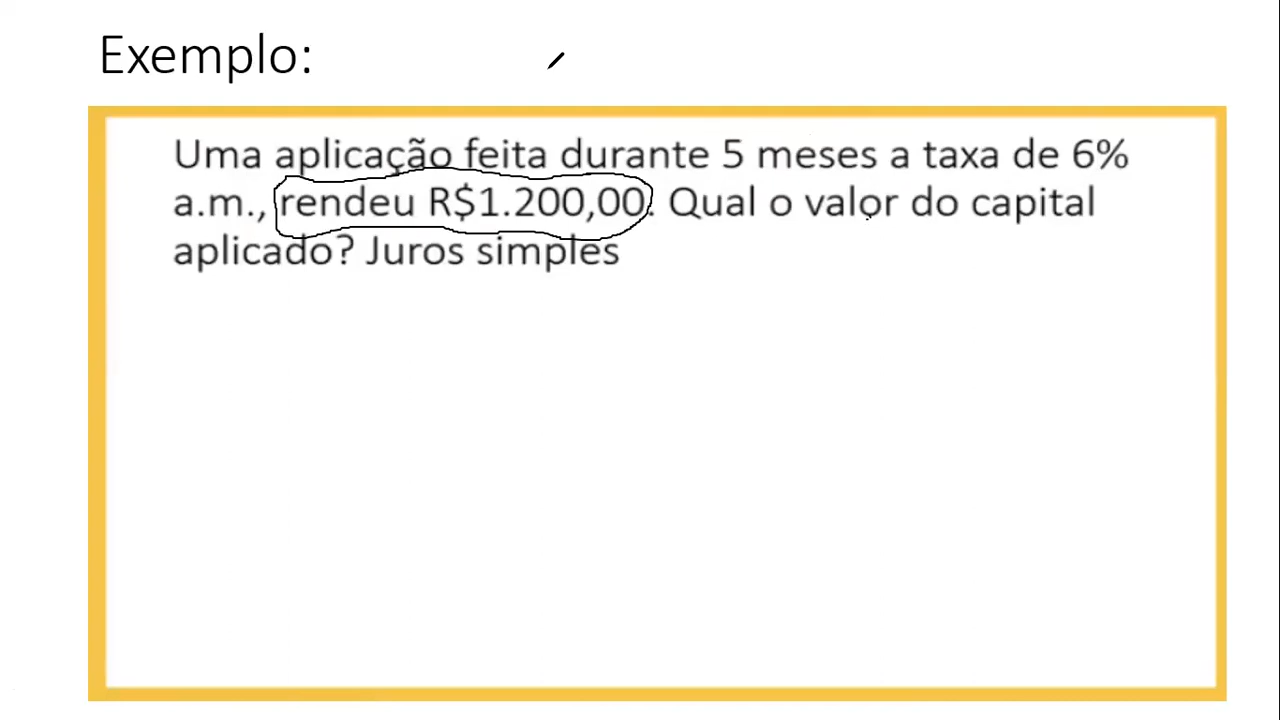 Exemplo:
Uma aplicação feita durante 5 meses a taxa de 6%
a.m., rendeu R$1.200,00. Qual o valor do capital
aplicado? Juros simples